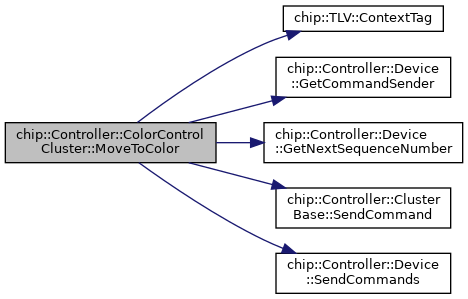 chip::TLV::ContextTag
chip::Controller::Device
::GetCommandSender
chip::Controller::ColorControl
Cluster::MoveToColor
chip::Controller::Device
::GetNextSequenceNumber
chip::Controller::Cluster
Base::SendCommand
chip::Controller::Device
::SendCommands